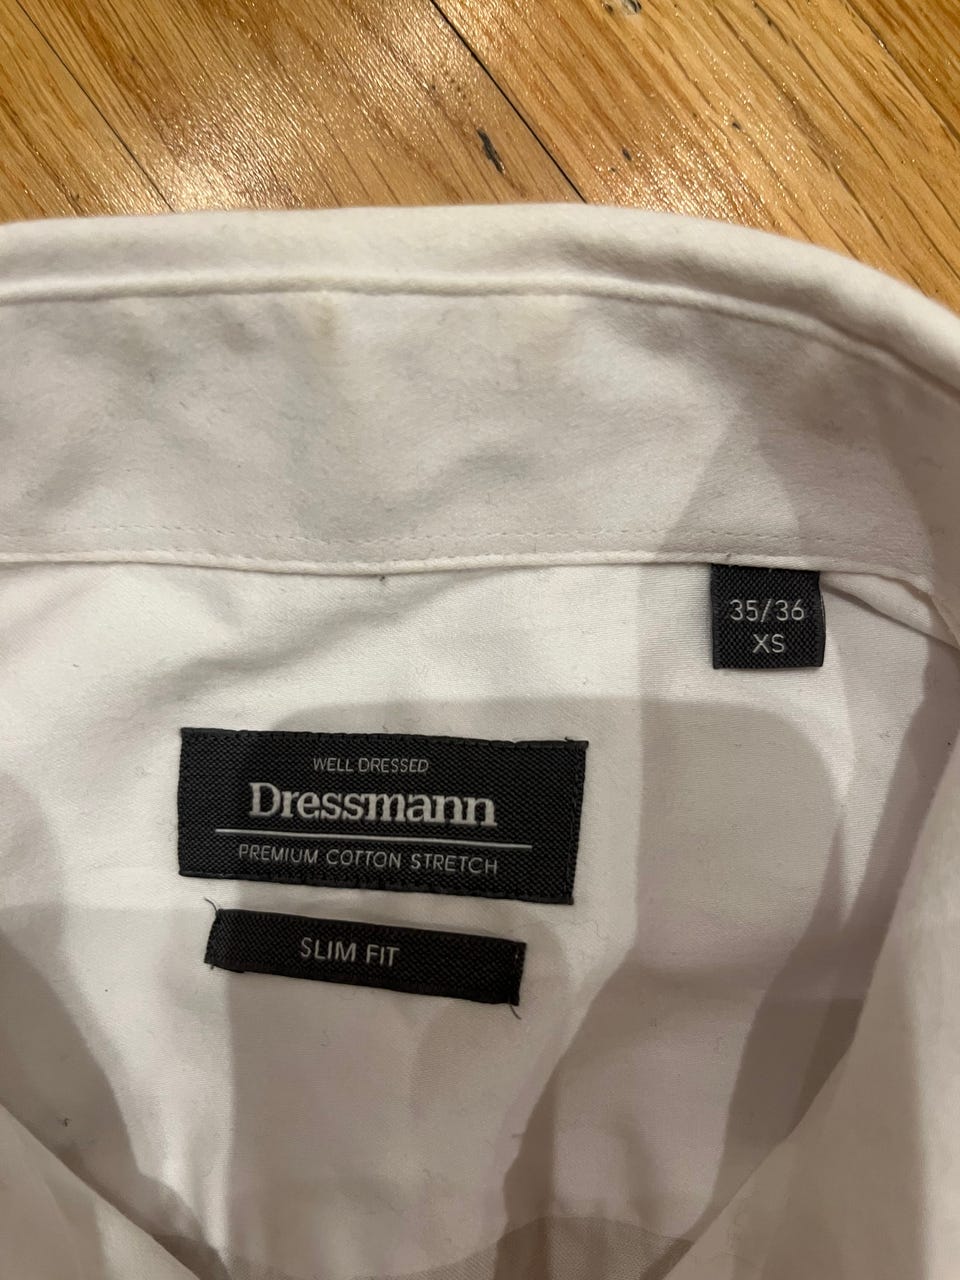 35/36
XS
WELL DRESSED
Dressmann
PREMIUM COTTON STRETCH
SLIM FIT